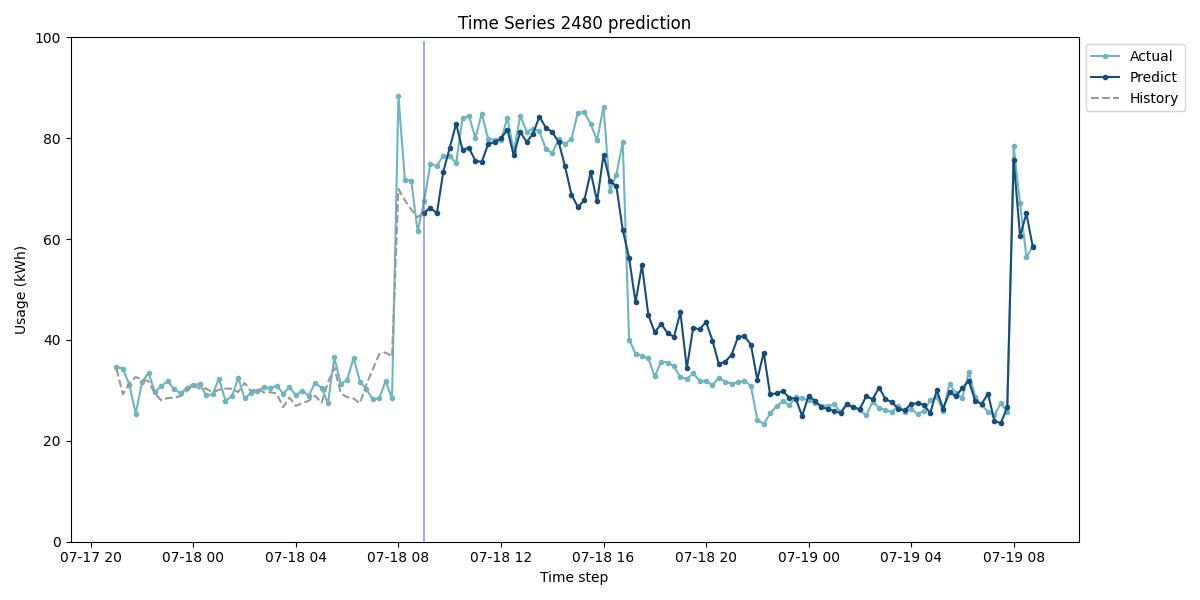 Time Series 2480 prediction
100
80
60
40
20
0
Usage (kWh)
07-17 20 07-18 00 07-18 04 07-18 08 07-18 12 07-18 16 07-18 20 07-19 00 07-19 04 07-19 08
Time step
Actual
Predict
History